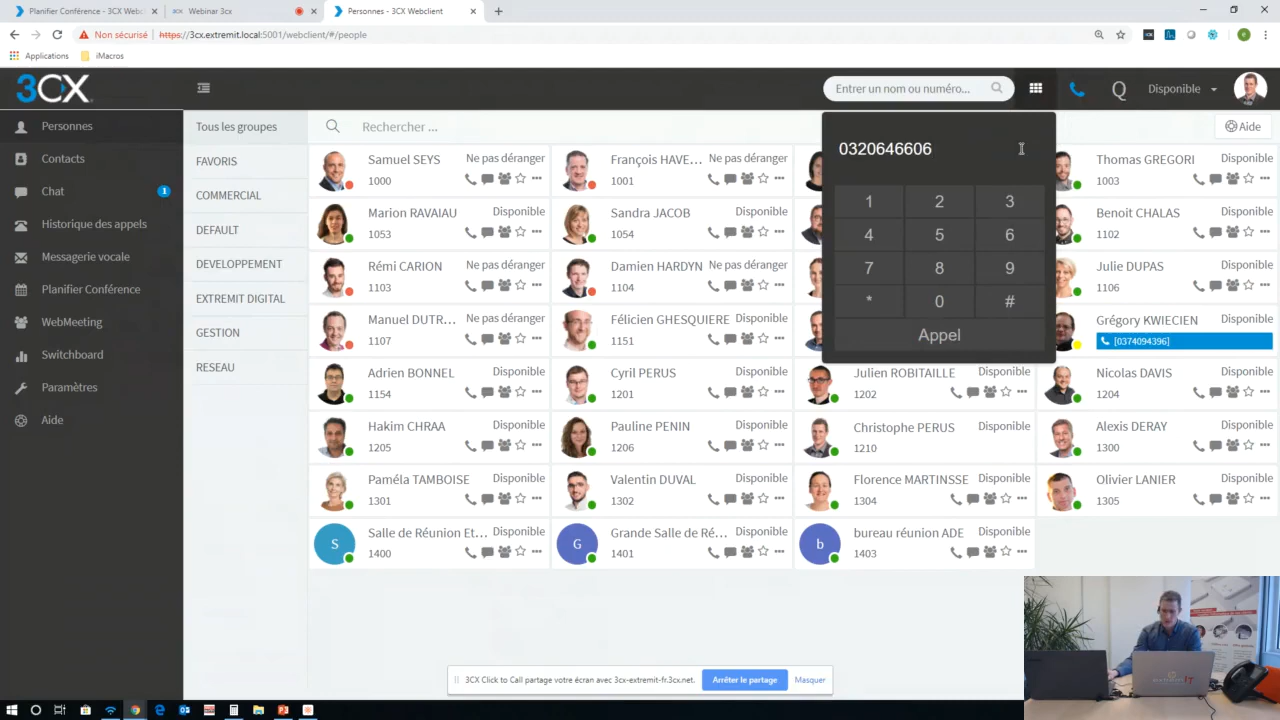 Planifier Conférence - 3CX Webc
Webinar 3cx
Personnes - 3CX Webclient
Non sécurisé
https://3cx.extremit.local:5001/webclient/#/people
Applications
iMacros
3CX
Entrer un nom ou numéro...
Disponible
Personnes
Contacts
Chat
1
Historique des appels
Messagerie vocale
Planifier Conférence
WebMeeting
Switchboard
Paramètres
Aide
Tous les groupes
FAVORIS
COMMERCIAL
DEFAULT
DEVELOPPEMENT
EXTREMIT DIGITAL
GESTION
RESEAU
Rechercher ...
Aide
0320646606
1 2 3
4 5 6
7 8 9
* 0 #
Appel
Samuel SEYS
Ne pas déranger
1000
François HAVE...
Ne pas déranger
1001
Thomas GREGORI
Disponible
1003
Marion RAVAIAU
Disponible
1053
Sandra JACOB
Disponible
1054
Benoit CHALAS
Disponible
1102
Rémi CARION
Ne pas déranger
1103
Damien HARDYN
Ne pas déranger
1104
Julie DUPAS
Disponible
1106
Manuel DUTR...
Ne pas déranger
1107
Félicien GHESQUIERE
Disponible
1151
Grégory KWIECIEN
Disponible
[0374094396]
Adrien BONNEL
Disponible
1154
Cyril PERUS
Disponible
1201
Julien ROBITAILLE
Disponible
1202
Nicolas DAVIS
Disponible
1204
Hakim CHRAA
Disponible
1205
Pauline PENIN
Disponible
1206
Christophe PERUS
Disponible
1210
Alexis DERAY
Disponible
1300
Paméla TAMBOISE
Disponible
1301
Valentin DUVAL
Disponible
1302
Florence MARTINSSE
Disponible
1304
Olivier LANIER
Disponible
1305
S
Salle de Réunion Et...
Disponible
1400
G
Grande Salle de Ré...
Disponible
1401
b
bureau réunion ADE
Disponible
1403
3CX Click to Call partage votre écran avec 3cx-extremit-fr.3cx.net.
Arrêter le partage
Masquer